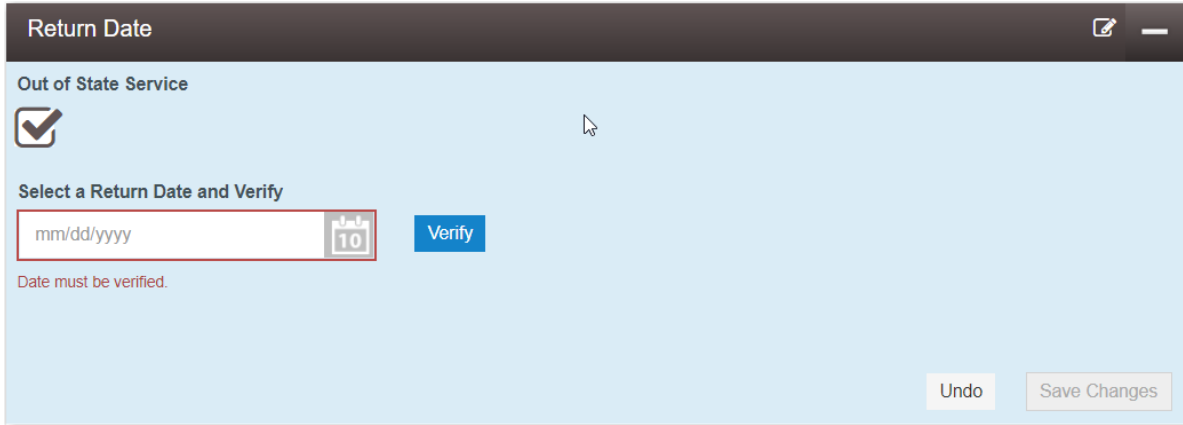 Return Date
Out of State Service
Select a Return Date and Verify
mm/dd/yyyy
10
Verify
Date must be verified.
Undo
Save Changes